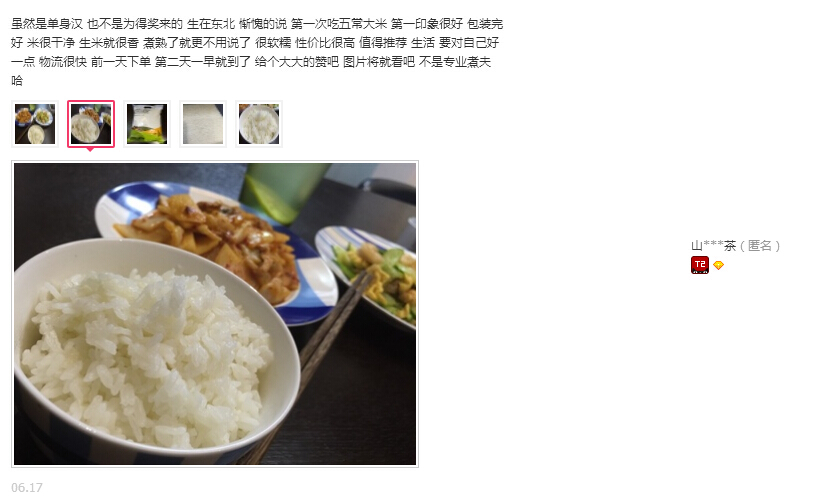 虽然是单身汉 也不是为得奖来的 生在东北 惭愧的说 第一次吃五常大米 第一印象很好 包装完
好 米很干净 生米就很香 煮熟了就更不用说了 很软糯 性价比很高 值得推荐 生活 要对自己好
一点 物流很快 前一天下单 第二天一早就到了 给个大大的赞吧 图片将就看吧 不是专业煮夫
哈
山***茶（匿名）
T2
06.17